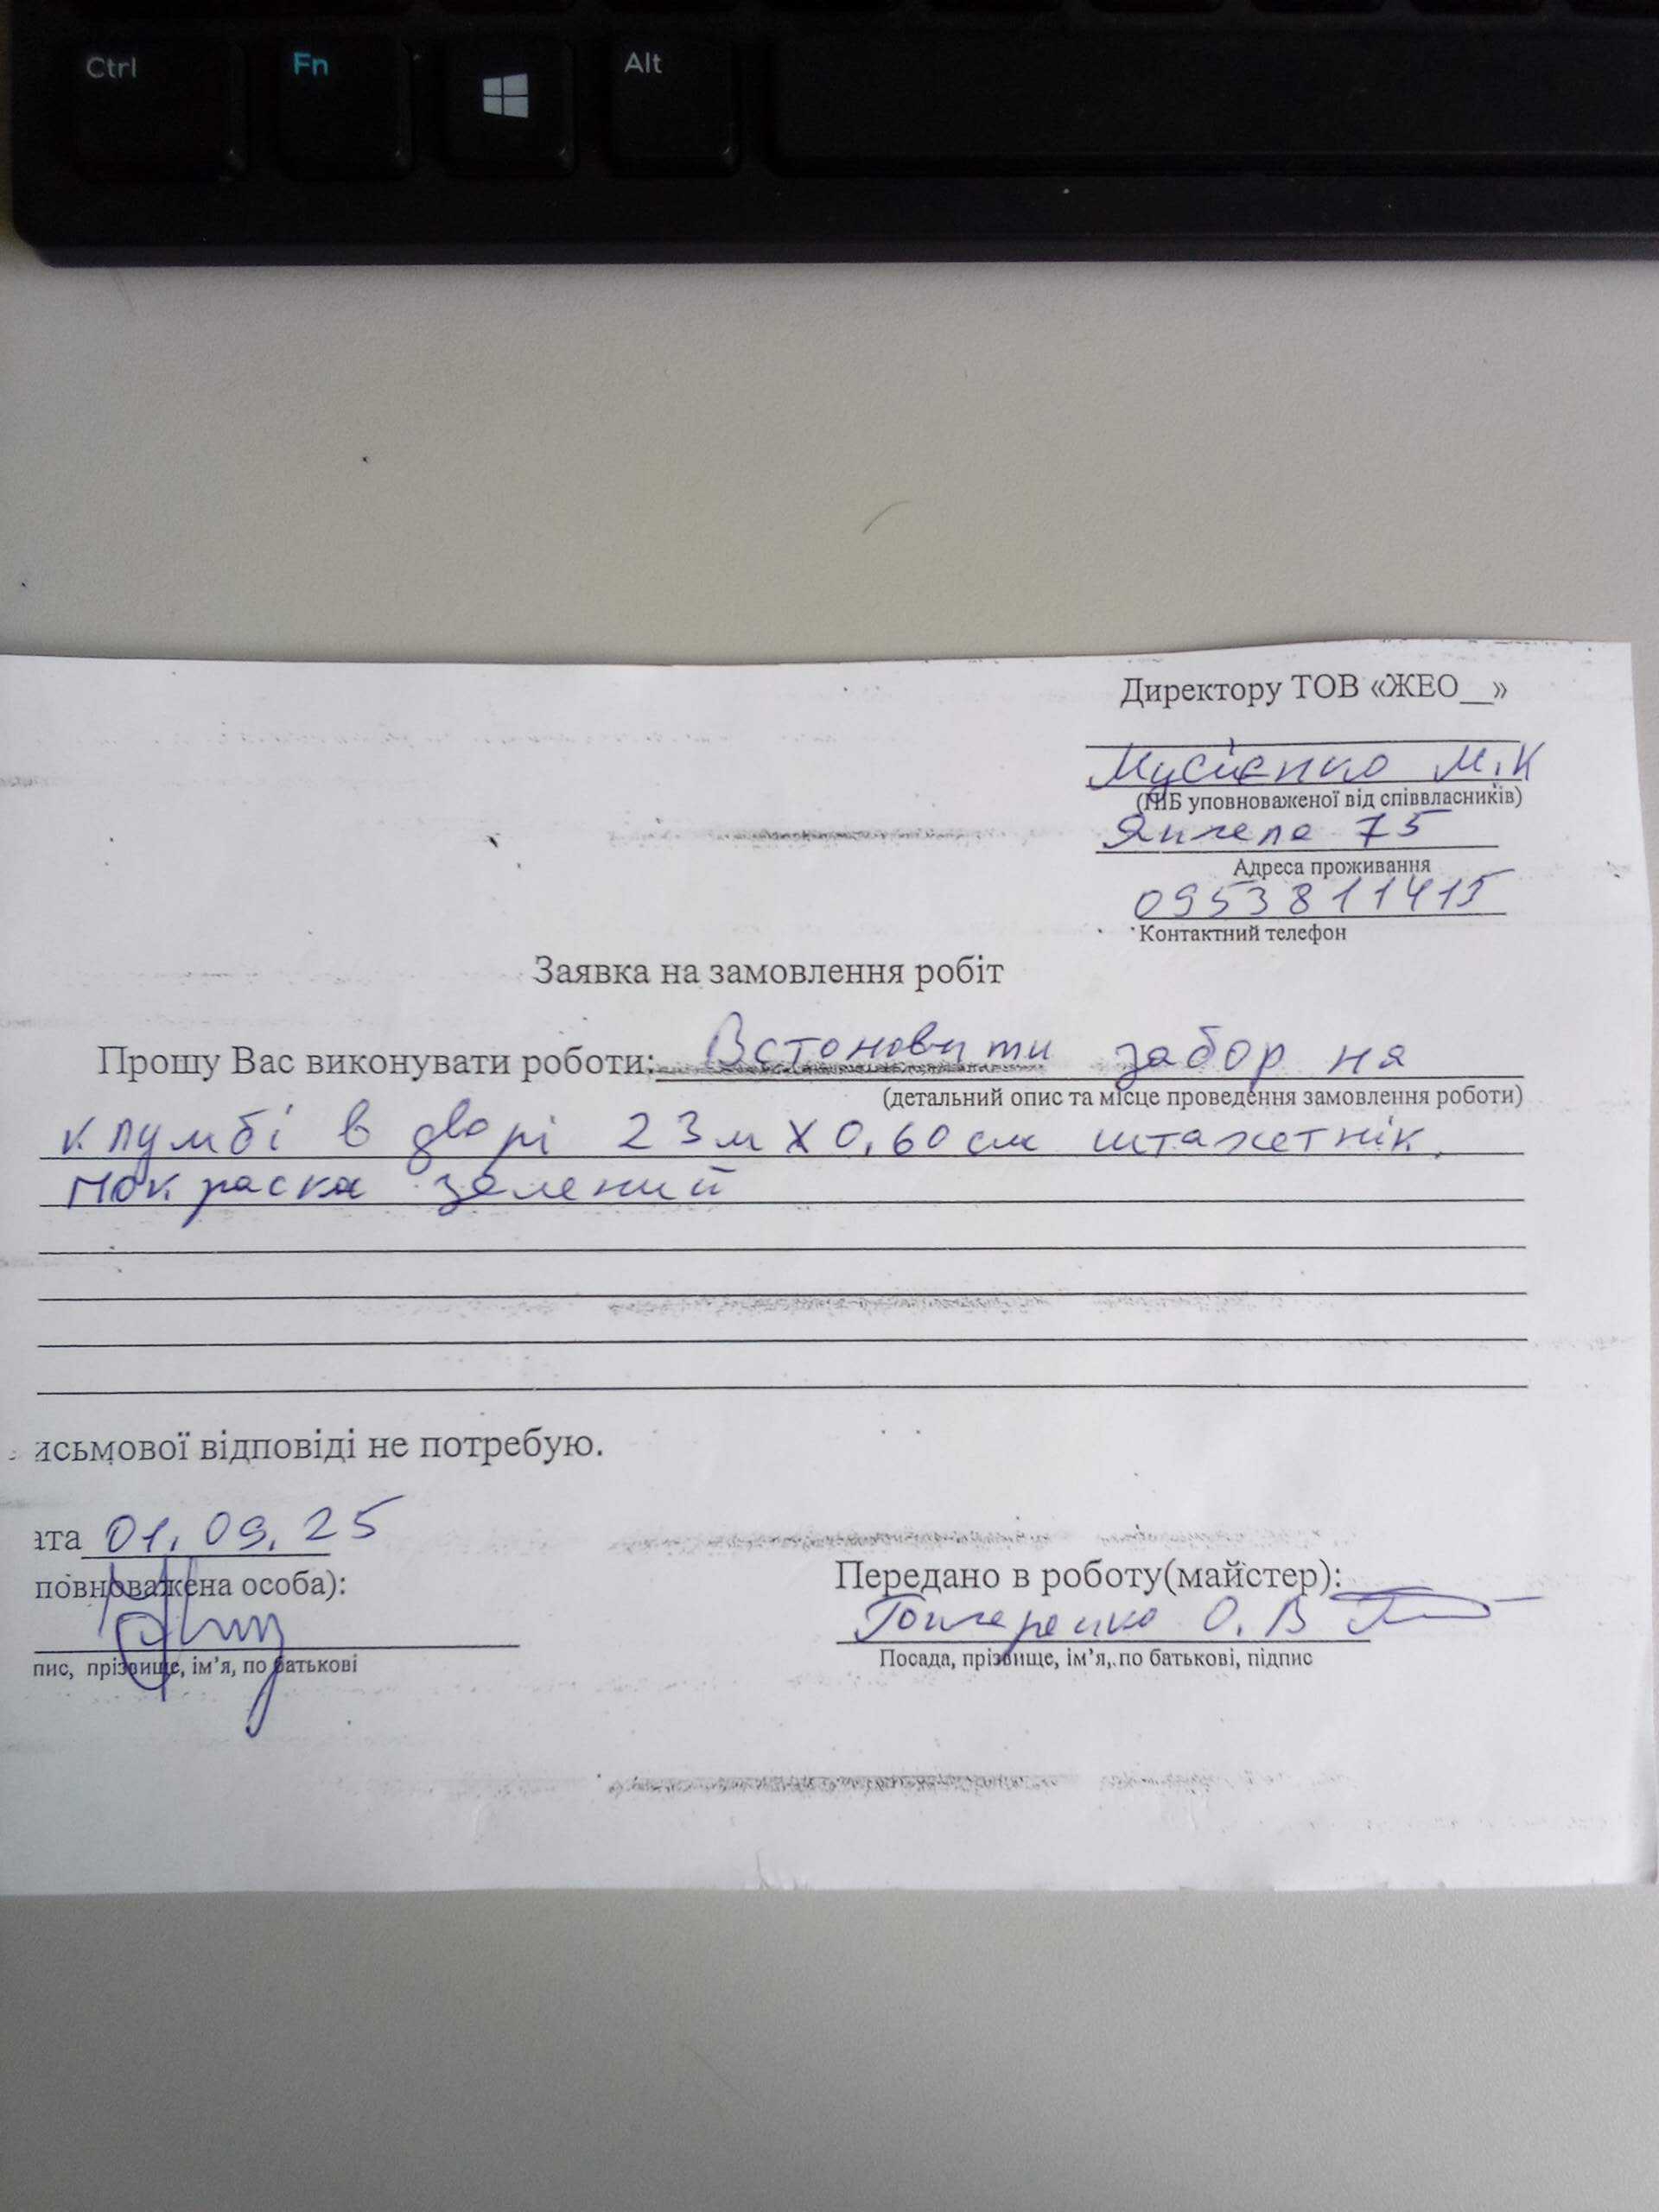 Ctrl Fn Alt
Директору ТОВ «ЖЕО__»
Мусієнко М.К
(ПІБ уповноваженої від співвласників)
Янгеля 75
Адреса проживання
0953811415
Контактний телефон
Заявка на замовлення робіт
Прошу Вас виконувати роботи: Встоновити забор на
(детальний опис та місце проведення замовлення роботи)
клумбі в дворі 23м х 0,60см штахетнік.
покраска зелений
исьмової відповіді не потребую.
ата 01.09.25
повноважена особа):
пис, прізвище, ім’я, по батькові
Передано в роботу(майстер):
Гончаренко О.В
Посада, прізвище, ім’я, по батькові, підпис